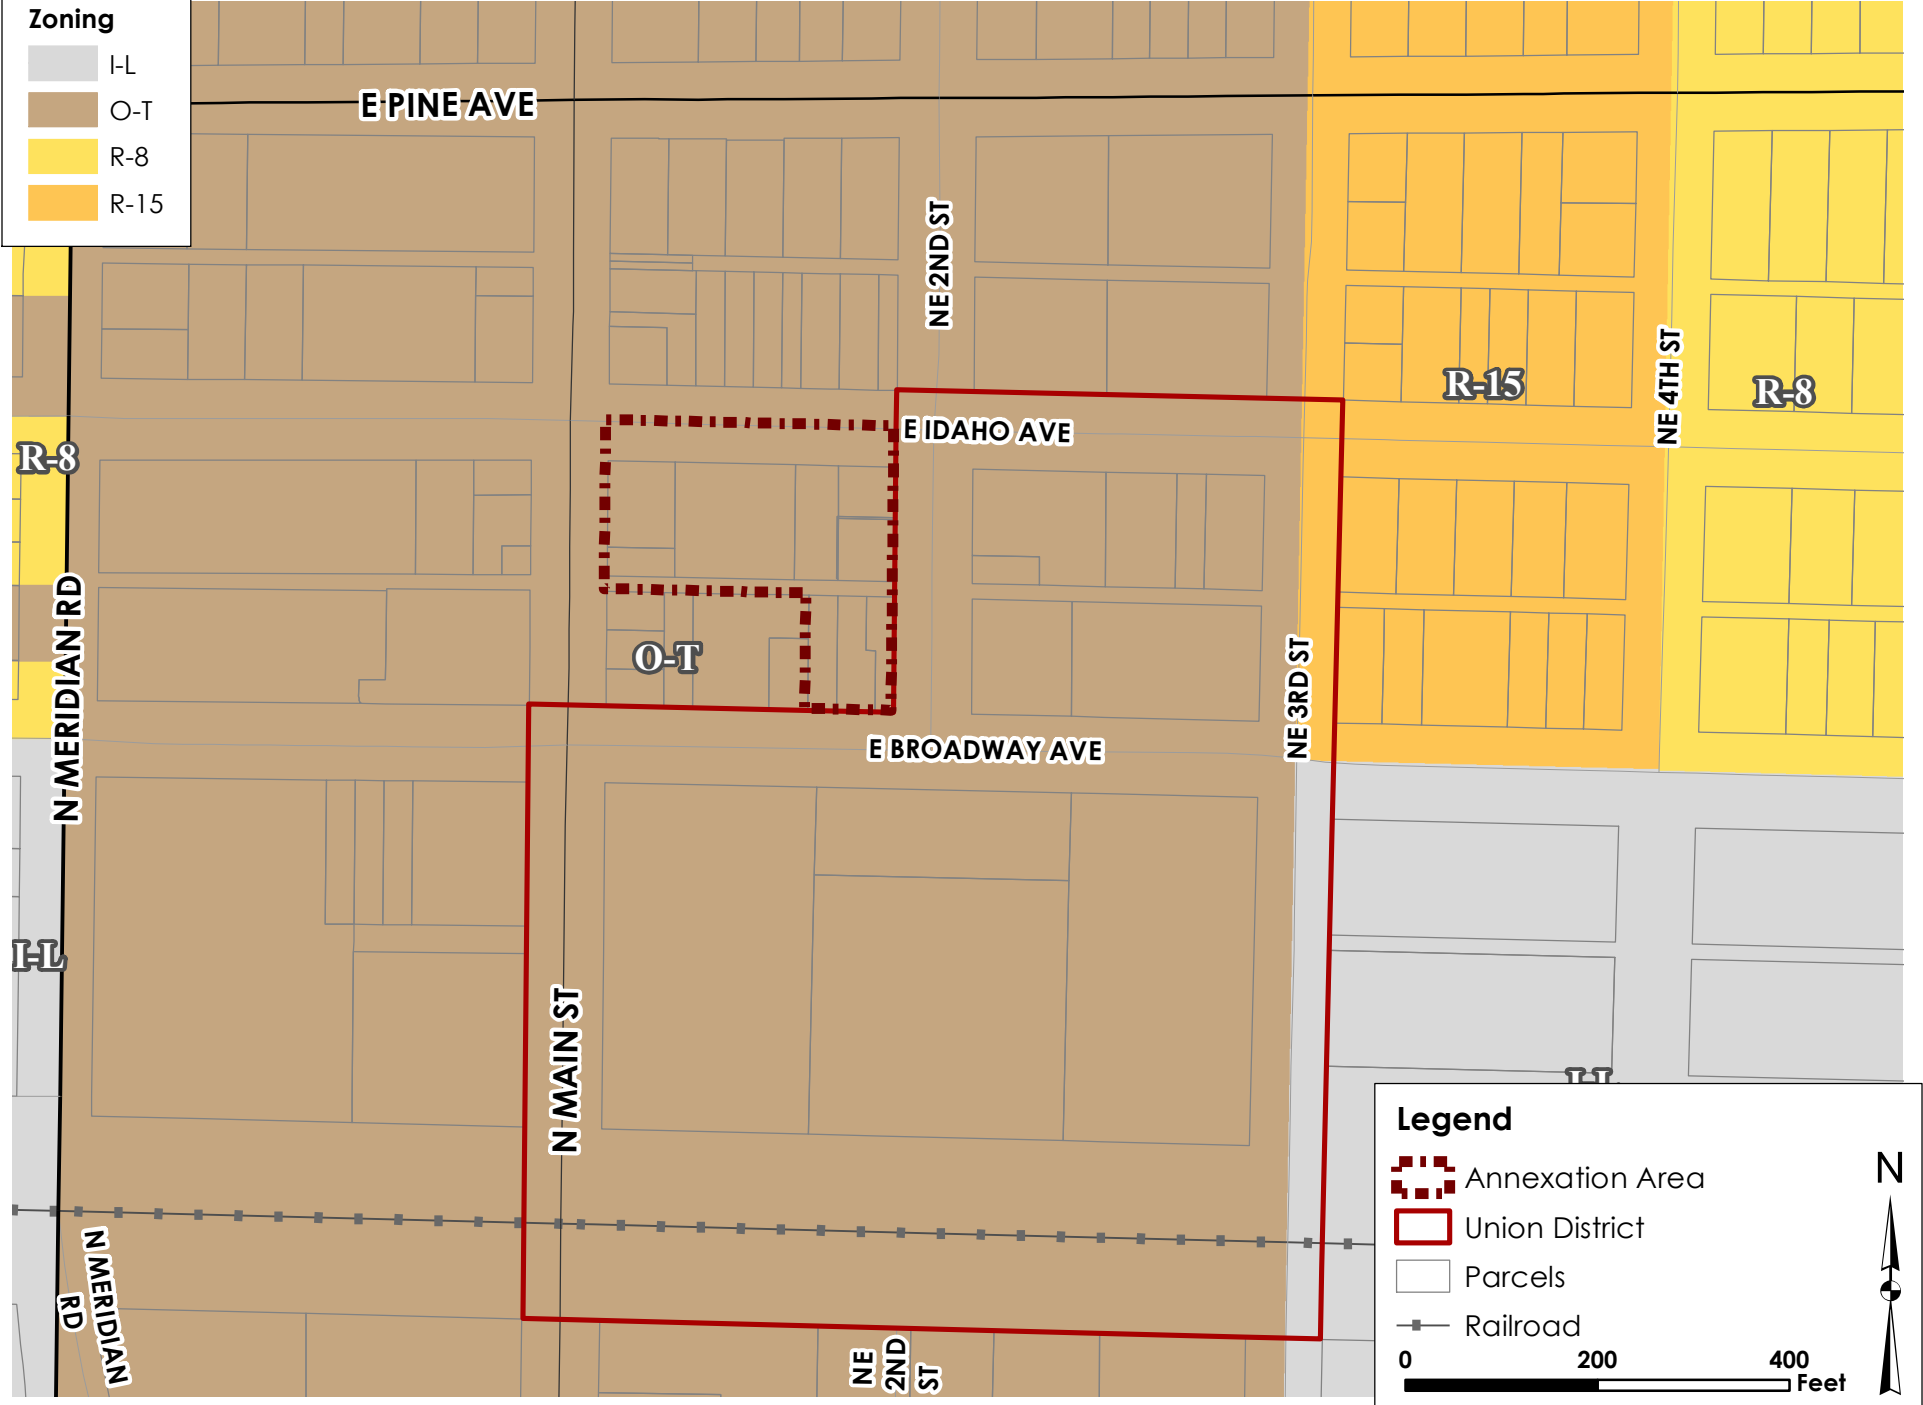 Zoning
I-L
O-T
R-8
R-15
E PINE AVE
NE 2ND ST
NE 4TH ST
R-15
R-8
E IDAHO AVE
R-8
N MERIDIAN RD
O-T
NE 3RD ST
E BROADWAY AVE
I-L
N MAIN ST
I-L
N MERIDIAN
RD
NE
2ND
ST
Legend
Annexation Area
Union District
Parcels
Railroad
N
0 200 400
Feet